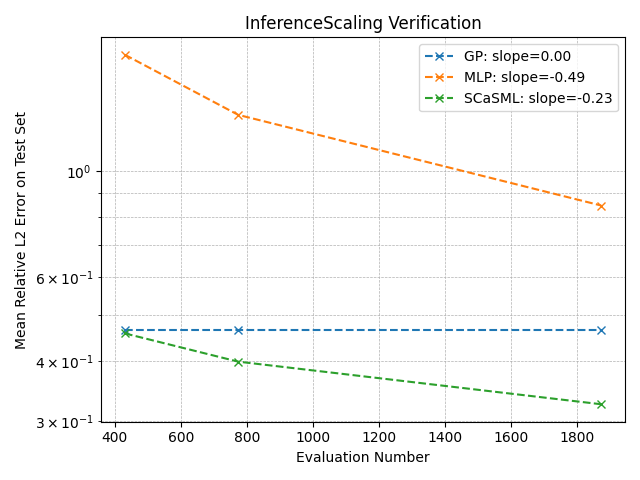 InferenceScaling Verification
GP: slope=0.00
MLP: slope=-0.49
SCaSML: slope=-0.23
Mean Relative L2 Error on Test Set
10⁰
6 × 10⁻¹
4 × 10⁻¹
3 × 10⁻¹
400 600 800 1000 1200 1400 1600 1800
Evaluation Number